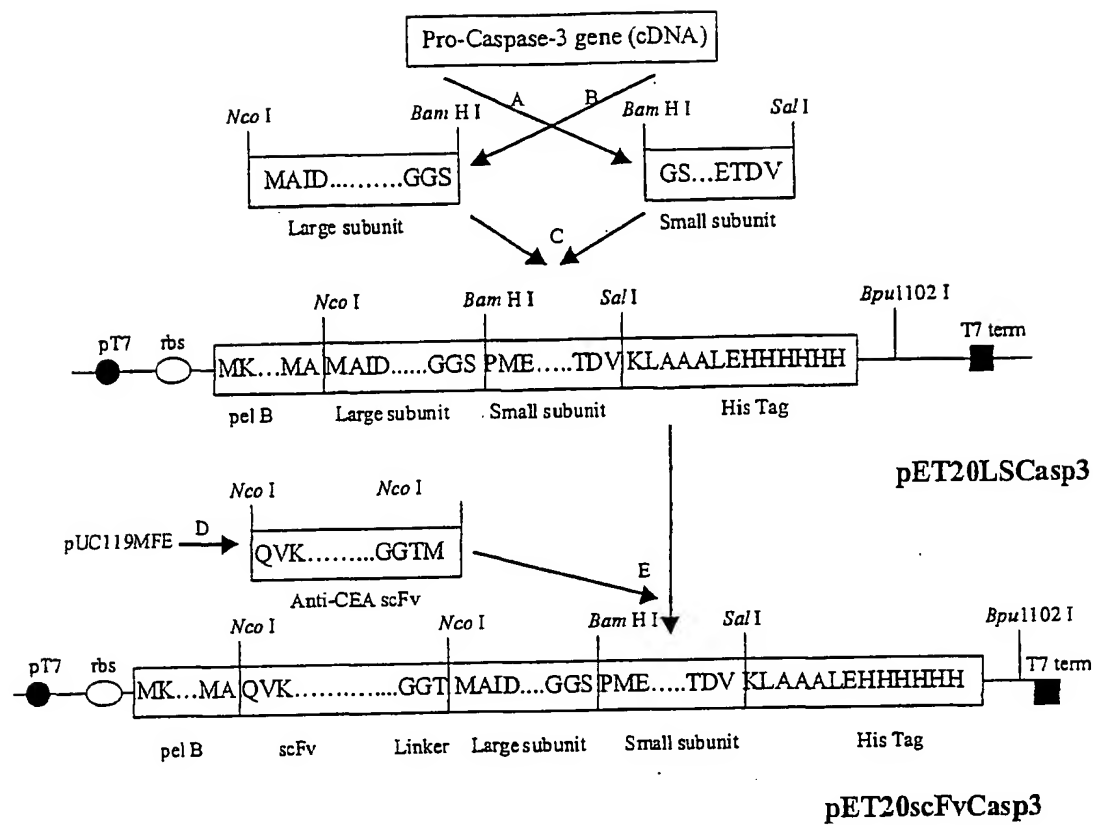 Pro-Caspase-3 gene (cDNA)
A B
Nco I Bam H I Bam H I Sal I
MAID..........GGS GS...ETDV
Large subunit Small subunit
C
Nco I Bam H I Sal I Bpu1102 I
pT7 rbs T7 term
MK...MA MAID......GGS PME.....TDV KLAAALEHHHHHH
pel B Large subunit Small subunit His Tag
pET20LSCasp3
Nco I Nco I
pUC119MFE D QVK.........GGTM E
Anti-CEA scFv
Nco I Nco I Bam H I Sal I Bpu1102 I
pT7 rbs T7 term
MK...MA QVK..............GGT MAID....GGS PME.....TDV KLAAALEHHHHHH
pel B scFv Linker Large subunit Small subunit His Tag
pET20scFvCasp3